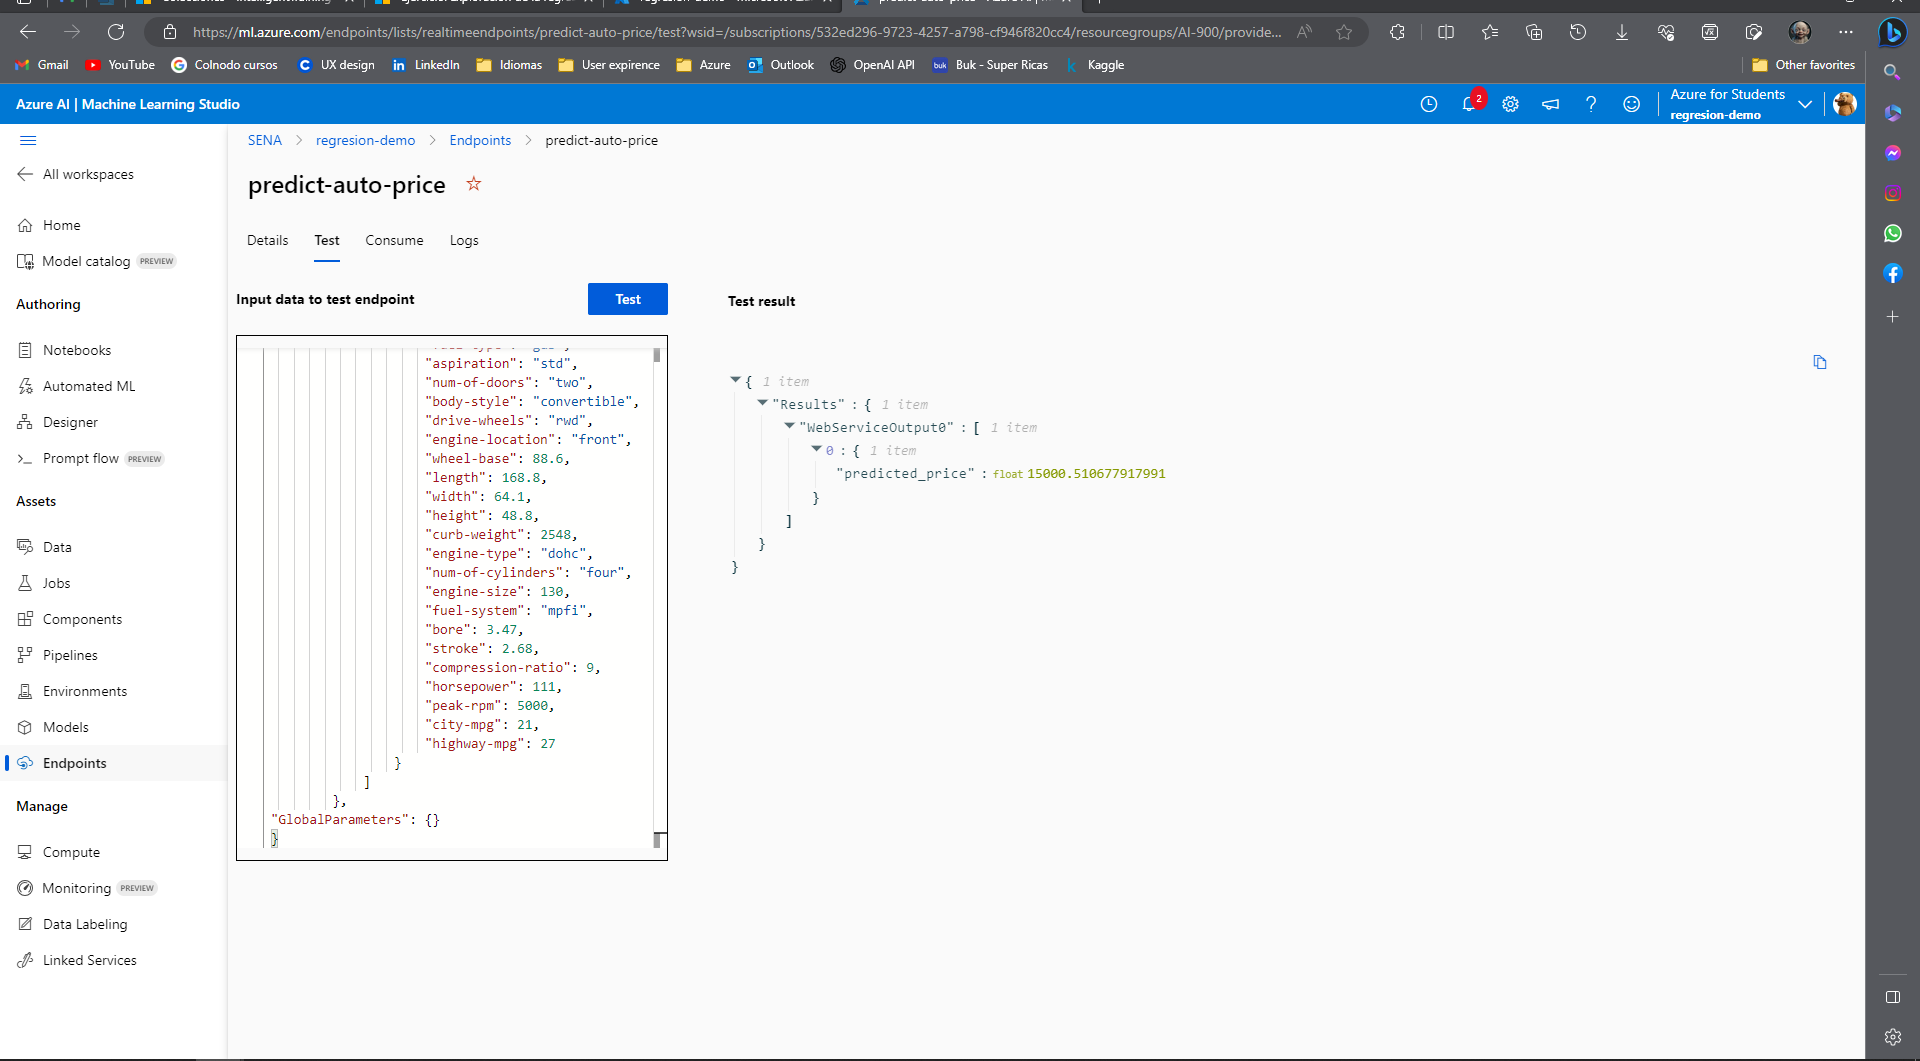 https://ml.azure.com/endpoints/lists/realtimeendpoints/predict-auto-price/test?wsid=/subscriptions/532ed296-9723-4257-a798-cf946f820cc4/resourcegroups/AI-900/provide...
Gmail YouTube Colnodo cursos UX design LinkedIn Idiomas User expirence Azure Outlook OpenAI API Buk - Super Ricas Kaggle Other favorites
Azure AI | Machine Learning Studio
2
Azure for Students
regresion-demo
All workspaces
Home
Model catalog PREVIEW
Authoring
Notebooks
Automated ML
Designer
Prompt flow PREVIEW
Assets
Data
Jobs
Components
Pipelines
Environments
Models
Endpoints
Manage
Compute
Monitoring PREVIEW
Data Labeling
Linked Services
SENA > regresion-demo > Endpoints > predict-auto-price
predict-auto-price
Details Test Consume Logs
Input data to test endpoint
Test
"aspiration": "std",
"num-of-doors": "two",
"body-style": "convertible",
"drive-wheels": "rwd",
"engine-location": "front",
"wheel-base": 88.6,
"length": 168.8,
"width": 64.1,
"height": 48.8,
"curb-weight": 2548,
"engine-type": "dohc",
"num-of-cylinders": "four",
"engine-size": 130,
"fuel-system": "mpfi",
"bore": 3.47,
"stroke": 2.68,
"compression-ratio": 9,
"horsepower": 111,
"peak-rpm": 5000,
"city-mpg": 21,
"highway-mpg": 27
}
]
},
"GlobalParameters": {}
}
Test result
{ 1 item
"Results" : { 1 item
"WebServiceOutput0" : [ 1 item
0 : { 1 item
"predicted_price" : float 15000.510677917991
}
]
}
}